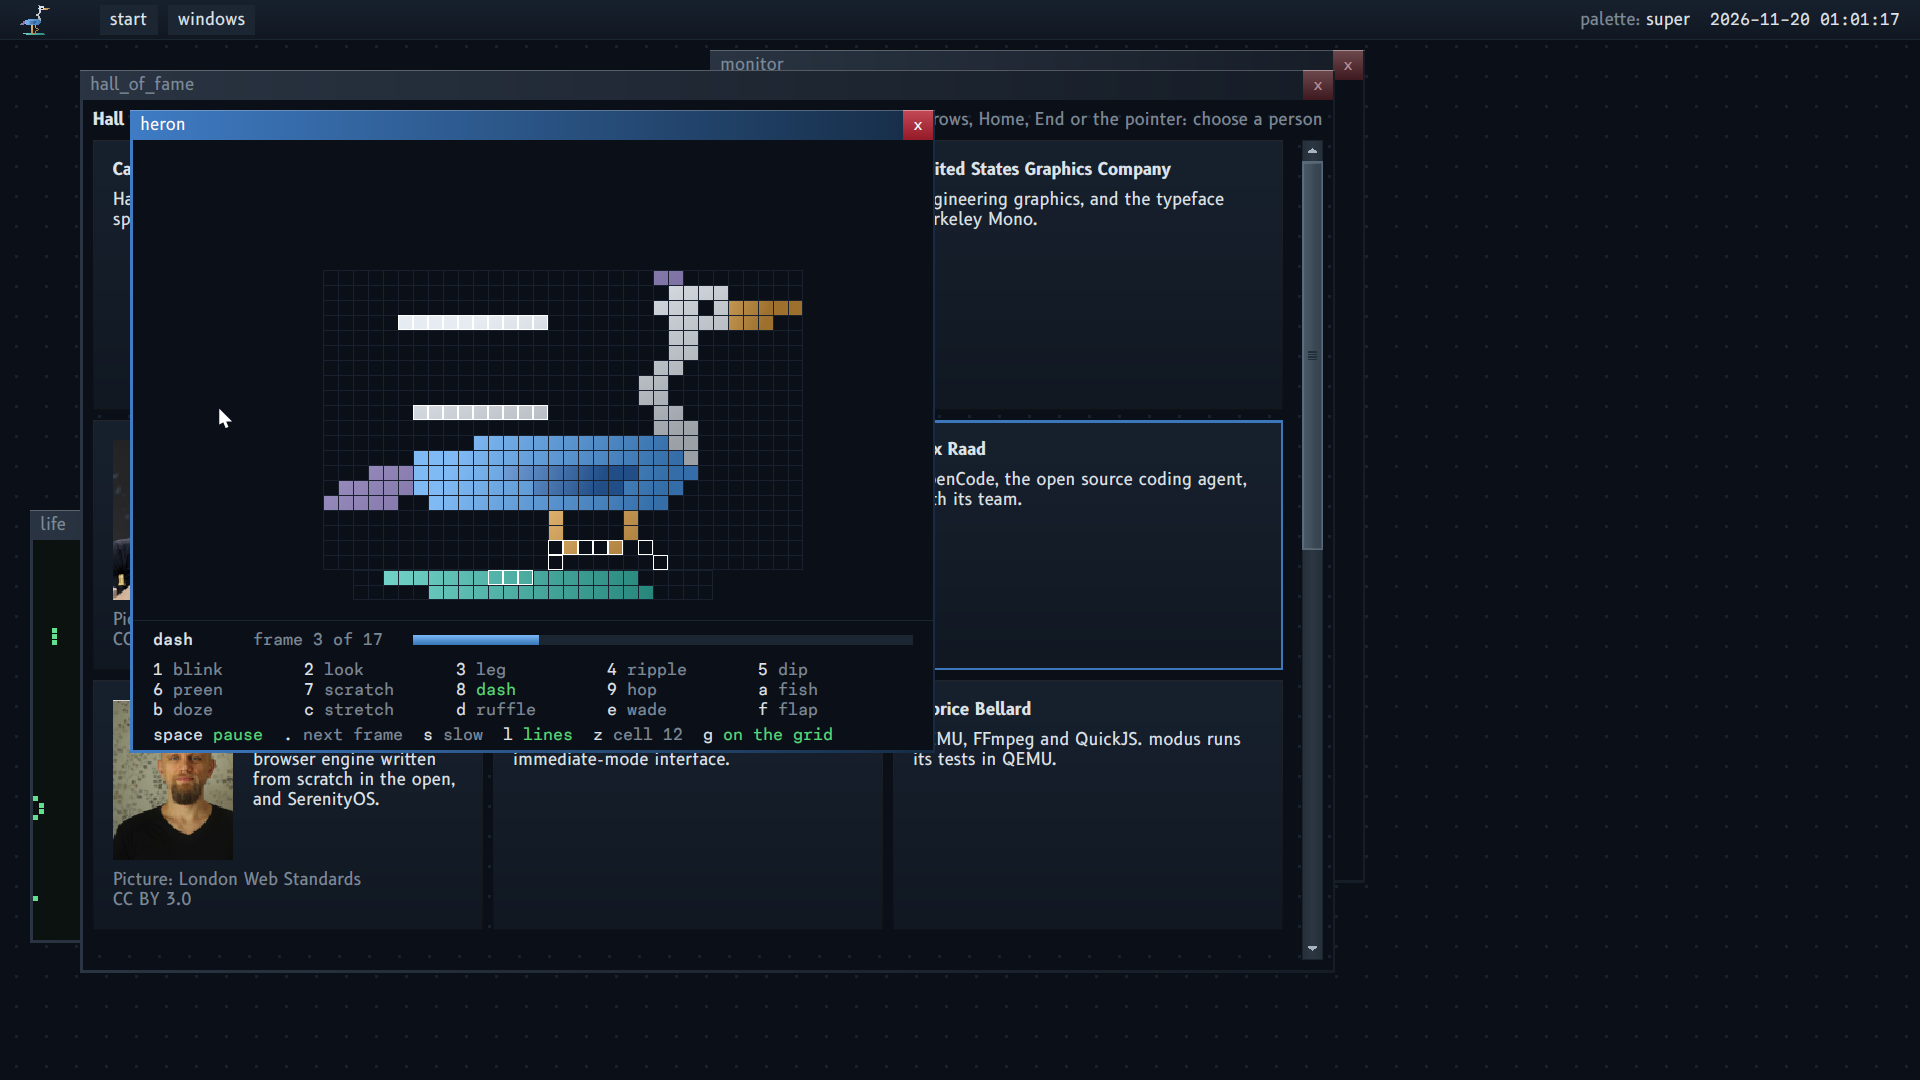 start windows palette: super 2026-11-20 01:01:17
monitor x
hall_of_fame x
Hall rows, Home, End or the pointer: choose a person
heron x
Ca
Ha
sp
ited States Graphics Company
gineering graphics, and the typeface
rkeley Mono.
x Raad
enCode, the open source coding agent,
h its team.
life
Pic
CC
dash frame 3 of 17
1 blink 2 look 3 leg 4 ripple 5 dip
6 preen 7 scratch 8 dash 9 hop a fish
b doze c stretch d ruffle e wade f flap
space pause . next frame s slow l lines z cell 12 g on the grid
browser engine written
from scratch in the open,
and SerenityOS.
Picture: London Web Standards
CC BY 3.0
immediate-mode interface.
brice Bellard
MU, FFmpeg and QuickJS. modus runs
its tests in QEMU.